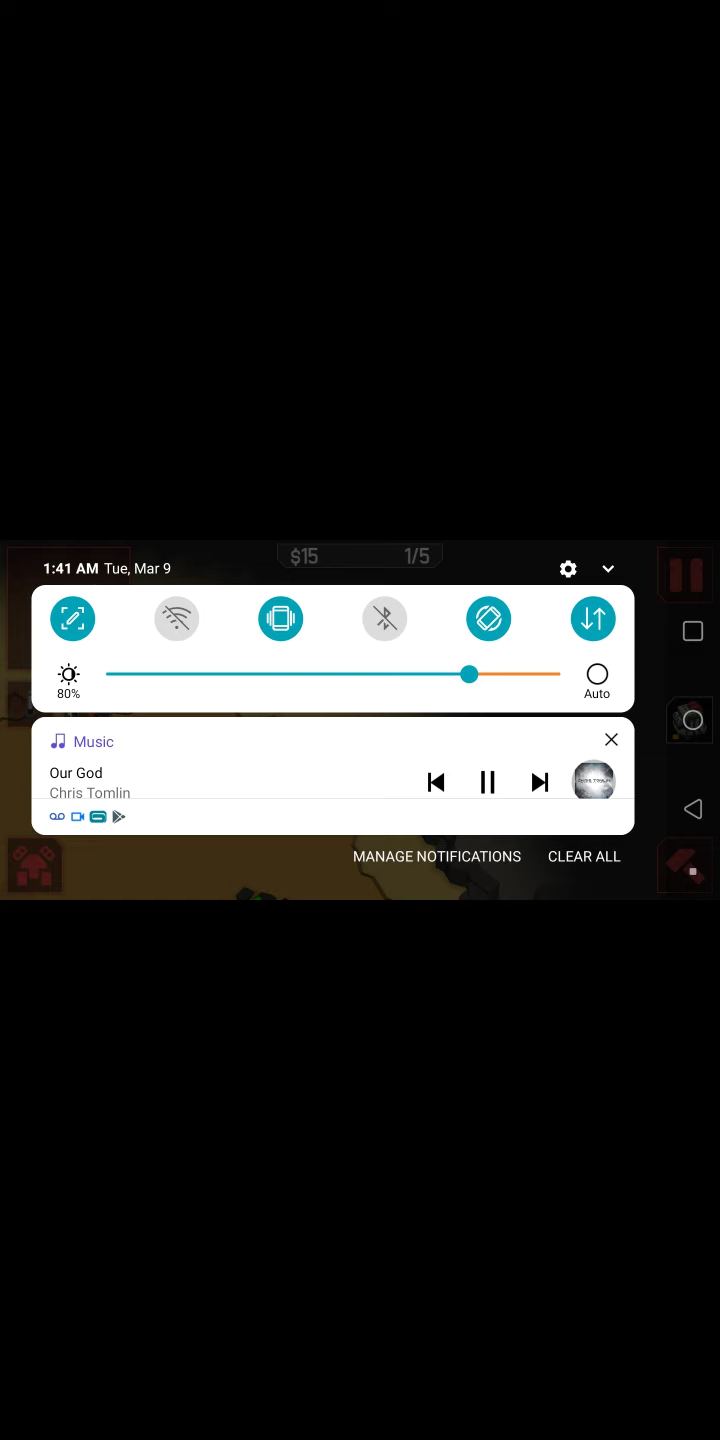 $15 1/5
1:41 AM Tue, Mar 9
80%
Auto
Music
Our God
Chris Tomlin
MANAGE NOTIFICATIONS CLEAR ALL